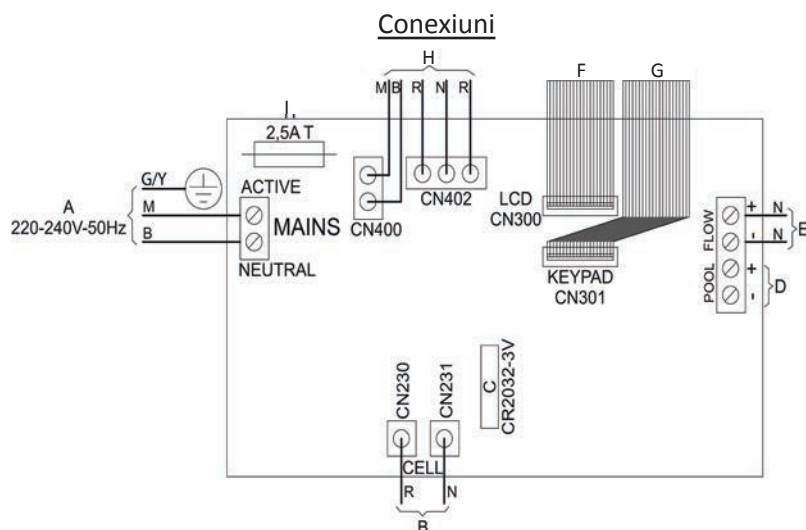 Conexiuni
H
F
G
M B R N R
J.
2,5A T
A
220-240V-50Hz
G/Y
M
B
ACTIVE
MAINS
NEUTRAL
CN400
CN402
LCD
CN300
KEYPAD
CN301
FLOW
POOL
+
-
+
-
N
N
E
D
CN230
CN231
C
CR2032-3V
CELL
R N
B